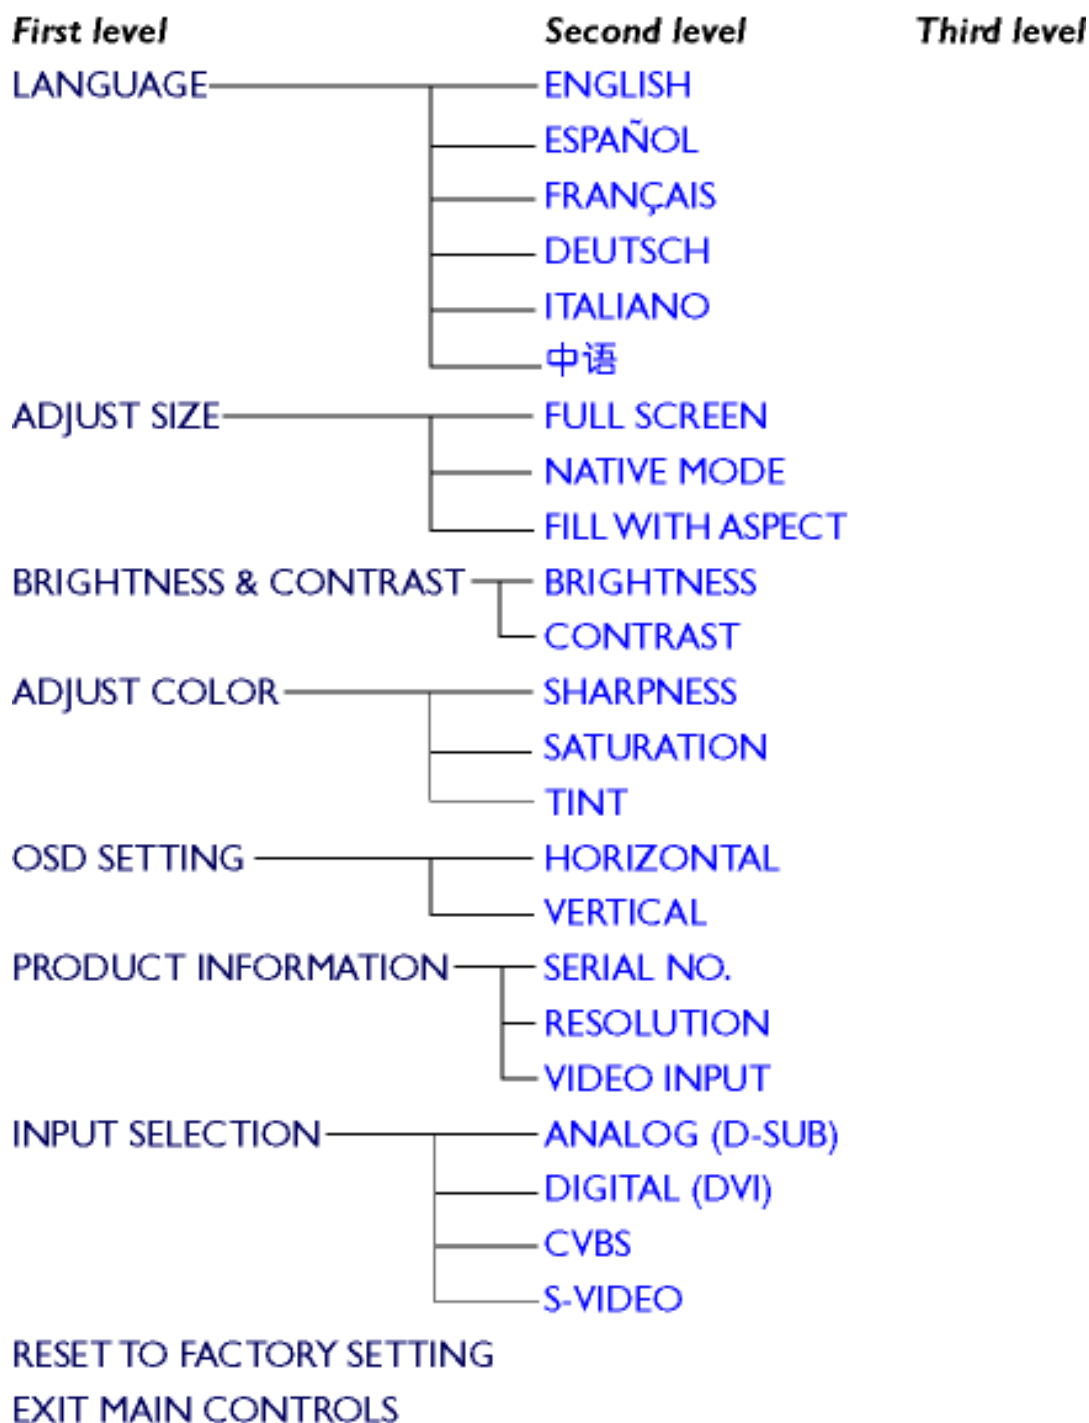 First level Second level Third level
LANGUAGE ENGLISH
ESPAÑOL
FRANÇAIS
DEUTSCH
ITALIANO
中语
ADJUST SIZE FULL SCREEN
NATIVE MODE
FILL WITH ASPECT
BRIGHTNESS & CONTRAST BRIGHTNESS
CONTRAST
ADJUST COLOR SHARPNESS
SATURATION
TINT
OSD SETTING HORIZONTAL
VERTICAL
PRODUCT INFORMATION SERIAL NO.
RESOLUTION
VIDEO INPUT
INPUT SELECTION ANALOG (D-SUB)
DIGITAL (DVI)
CVBS
S-VIDEO
RESET TO FACTORY SETTING
EXIT MAIN CONTROLS